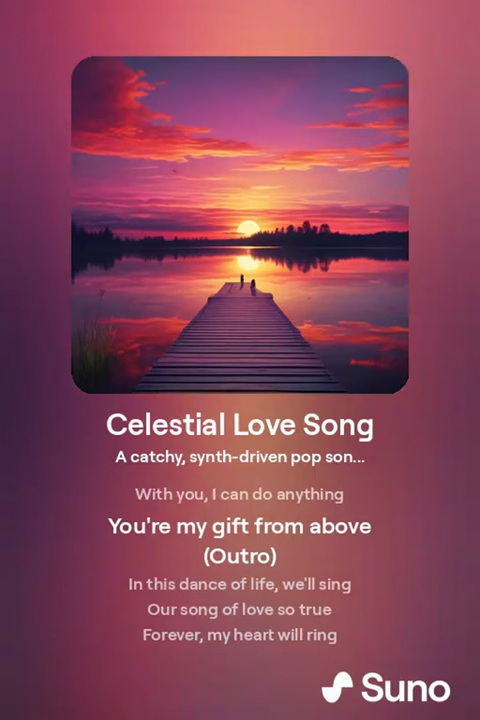 Celestial Love Song
A catchy, synth-driven pop son...
With you, I can do anything
You're my gift from above
(Outro)
In this dance of life, we'll sing
Our song of love so true
Forever, my heart will ring
Suno